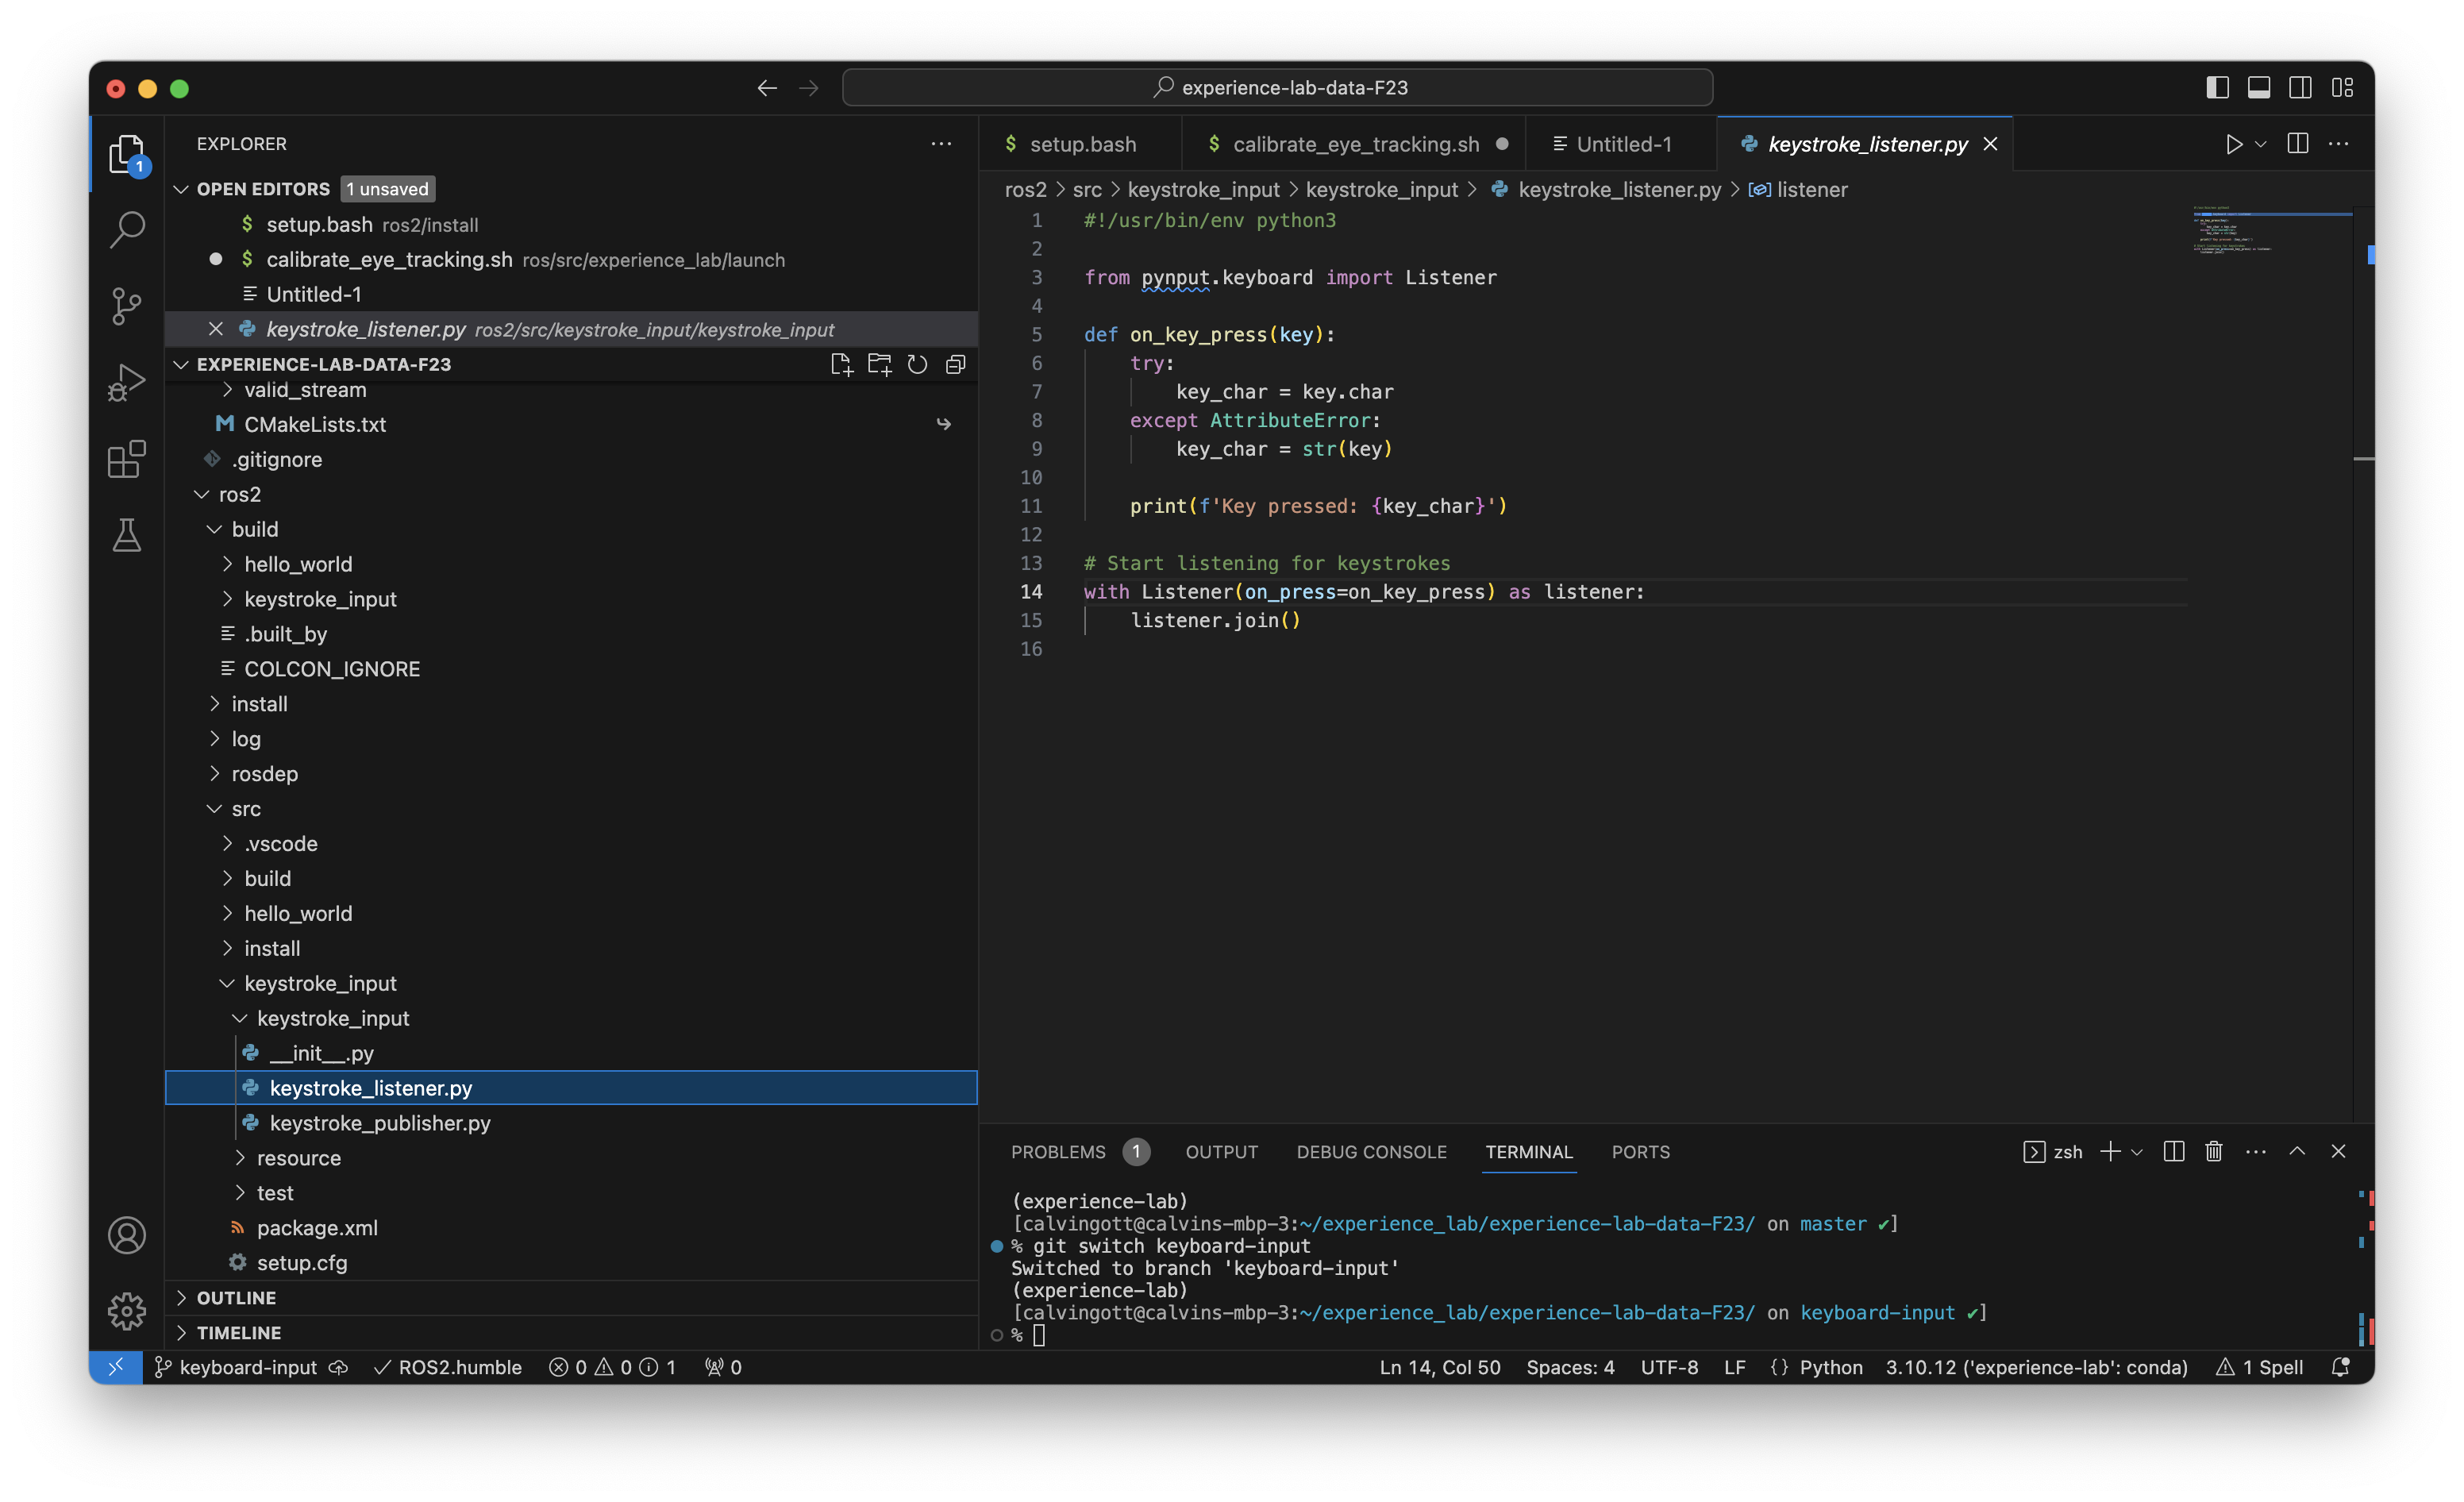 experience-lab-data-F23
1
EXPLORER
OPEN EDITORS 1 unsaved
$ setup.bash ros2/install
$ calibrate_eye_tracking.sh ros/src/experience_lab/launch
Untitled-1
keystroke_listener.py ros2/src/keystroke_input/keystroke_input
EXPERIENCE-LAB-DATA-F23
valid_stream
M CMakeLists.txt
.gitignore
ros2
build
hello_world
keystroke_input
.built_by
COLCON_IGNORE
install
log
rosdep
src
.vscode
build
hello_world
install
keystroke_input
keystroke_input
__init__.py
keystroke_listener.py
keystroke_publisher.py
resource
test
package.xml
setup.cfg
OUTLINE
TIMELINE
$ setup.bash
$ calibrate_eye_tracking.sh
Untitled-1
keystroke_listener.py
ros2 > src > keystroke_input > keystroke_input > keystroke_listener.py > listener
1 #!/usr/bin/env python3
2
3 from pynput.keyboard import Listener
4
5 def on_key_press(key):
6 try:
7 key_char = key.char
8 except AttributeError:
9 key_char = str(key)
10
11 print(f'Key pressed: {key_char}')
12
13 # Start listening for keystrokes
14 with Listener(on_press=on_key_press) as listener:
15 listener.join()
16
PROBLEMS 1 OUTPUT DEBUG CONSOLE TERMINAL PORTS
zsh
(experience-lab)
[calvingott@calvins-mbp-3:~/experience_lab/experience-lab-data-F23/ on master ✔]
% git switch keyboard-input
Switched to branch 'keyboard-input'
(experience-lab)
[calvingott@calvins-mbp-3:~/experience_lab/experience-lab-data-F23/ on keyboard-input ✔]
%
keyboard-input ROS2.humble 0 0 1 0 Ln 14, Col 50 Spaces: 4 UTF-8 LF {} Python 3.10.12 ('experience-lab': conda) 1 Spell